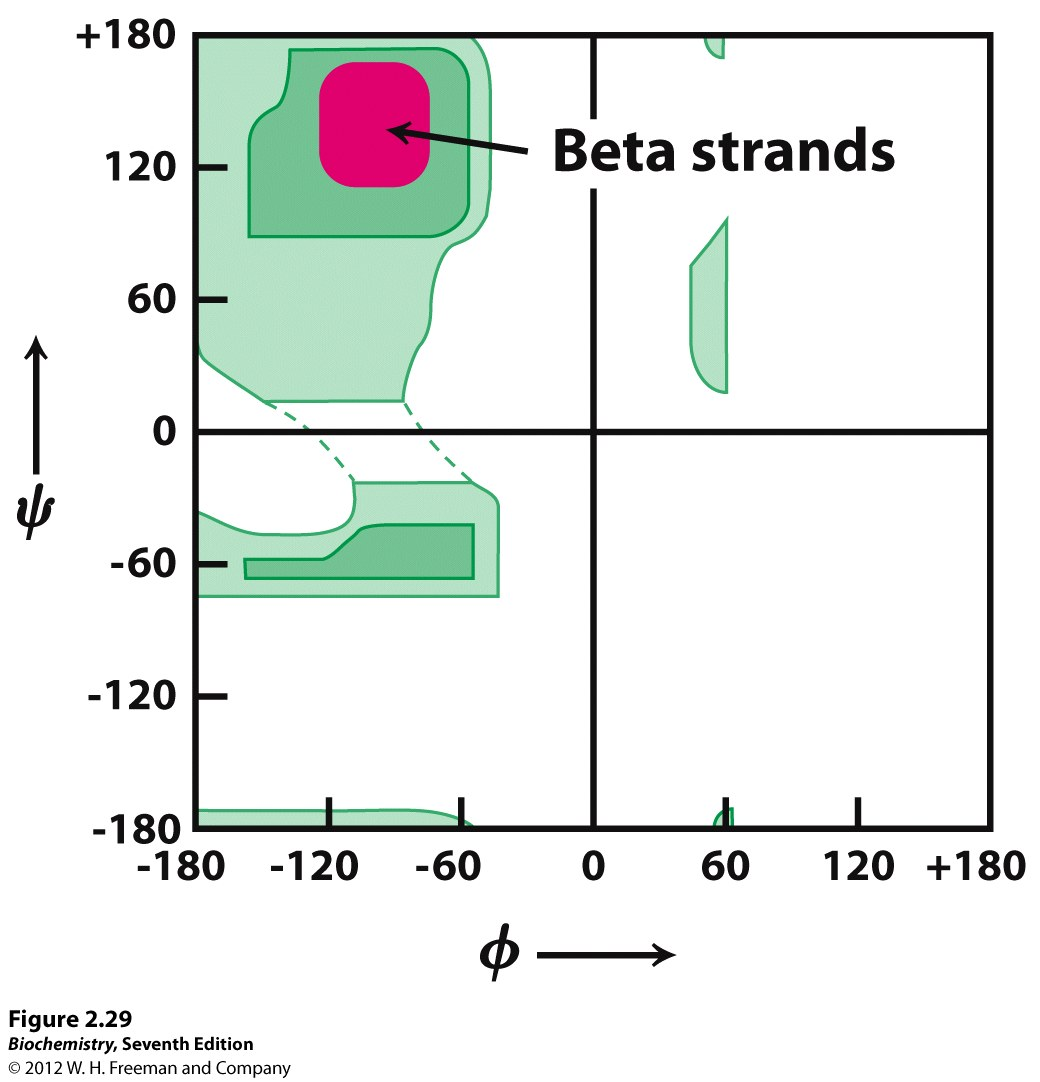 +180
120
60
0
-60
-120
-180
ψ
Beta strands
-180 -120 -60 0 60 120 +180
ϕ
Figure 2.29
Biochemistry, Seventh Edition
© 2012 W. H. Freeman and Company